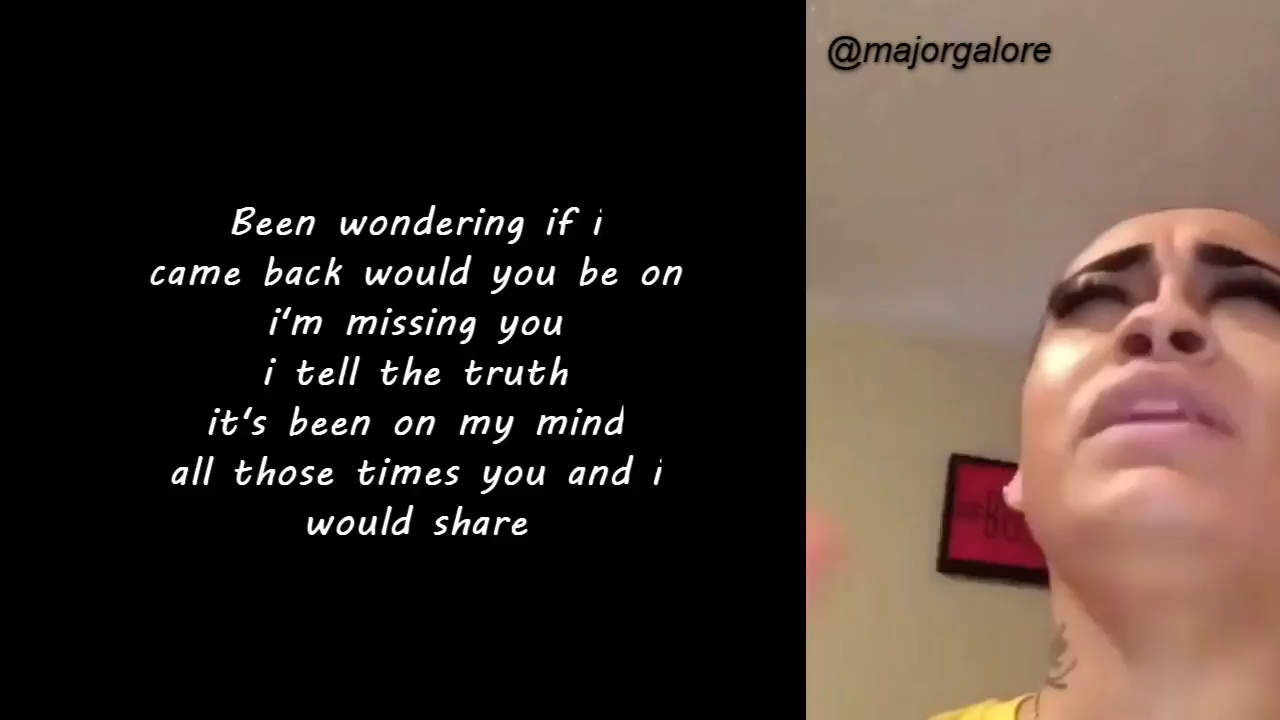 @majorgalore
Been wondering if i
came back would you be on
i'm missing you
i tell the truth
it's been on my mind
all those times you and i
would share